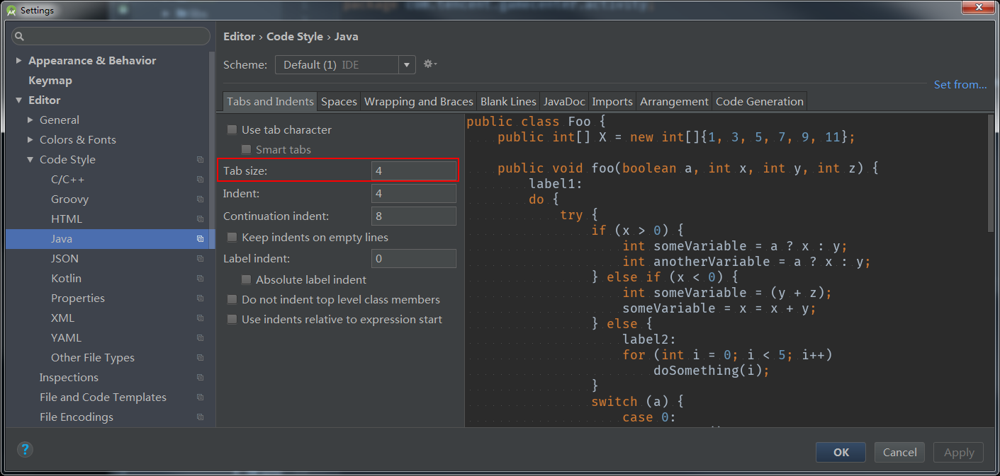 Settings
package com.tencent.gamecenter.activity;
Appearance & Behavior
Keymap
Editor
General
Colors & Fonts
Code Style
C/C++
Groovy
HTML
Java
JSON
Kotlin
Properties
XML
YAML
Other File Types
Inspections
File and Code Templates
File Encodings
Editor › Code Style › Java
Scheme: Default (1) IDE
Set from...
Tabs and Indents Spaces Wrapping and Braces Blank Lines JavaDoc Imports Arrangement Code Generation
Use tab character
Smart tabs
Tab size: 4
Indent: 4
Continuation indent: 8
Keep indents on empty lines
Label indent: 0
Absolute label indent
Do not indent top level class members
Use indents relative to expression start
public class Foo {
public int[] X = new int[]{1, 3, 5, 7, 9, 11};
public void foo(boolean a, int x, int y, int z) {
label1:
do {
try {
if (x > 0) {
int someVariable = a ? x : y;
int anotherVariable = a ? x : y;
} else if (x < 0) {
int someVariable = (y + z);
someVariable = x = x + y;
} else {
label2:
for (int i = 0; i < 5; i++)
doSomething(i);
}
switch (a) {
case 0:
?
OK Cancel Apply